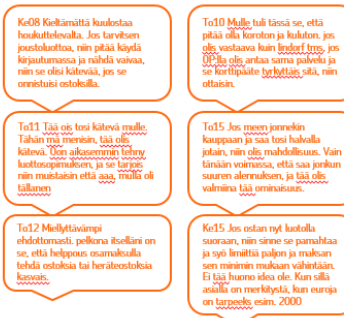 Ke08 Kieltämättä kuulostaa
houkuttelevalta. Jos tarvitsen
joustoluottoa, niin pitää käydä
kirjautumassa ja nähdä vaivaa,
niin se olisi kätevää, jos se
onnistuisi ostoksilla.
To10 Mulle tuli tässä se, että
pitää olla koroton ja kuluton. jos
olis vastaava kuin lindorf tms, jos
OP:lla olis antaa sama palvelu ja
se korttipääte tyrkyttäis sitä, niin
ottaisin.
To11 Tää ois tosi kätevä mulle.
Tähän mä menisin, tää olis
kätevä. Oon aikasemmin tehny
luottosopimuksen, ja se tarjois
niin muistaisin että aaa, mulla oli
tällanen
To15 Jos meen jonnekin
kauppaan ja saa tosi halvalla
jotain, niin olis mahdollisuus. Vain
tänään voimassa, että saa jonkun
suuren alennuksen, ja tää olis
valmiina tää ominaisuus.
To12 Miellyttävämpi
ehdottomasti. pelkona itselläni on
se, että helppous osamaksulla
tehdä ostoksia tai heräteostoksia
kasvais.
Ke15 Jos ostan nyt luotolla
suoraan, niin sinne se pamahtaa
ja syö limiittiä paljon ja maksan
sen minimin mukaan vähintään.
Ei tää huono idea ole. Kun sillä
asialla on merkitystä, kun euroja
on tarpeeks esim. 2000